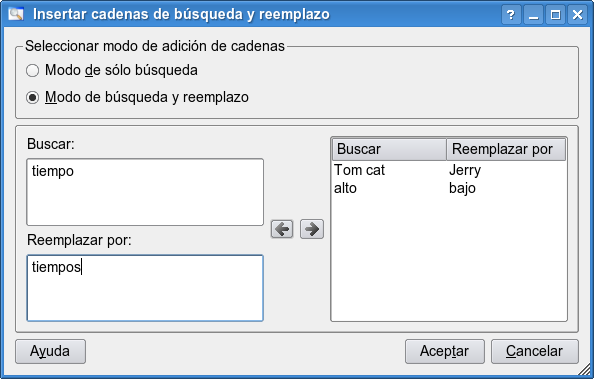 Insertar cadenas de búsqueda y reemplazo
Seleccionar modo de adición de cadenas
Modo de sólo búsqueda
Modo de búsqueda y reemplazo
Buscar:
tiempo
Reemplazar por:
tiempos
Buscar Reemplazar por
Tom cat Jerry
alto bajo
Ayuda Aceptar Cancelar